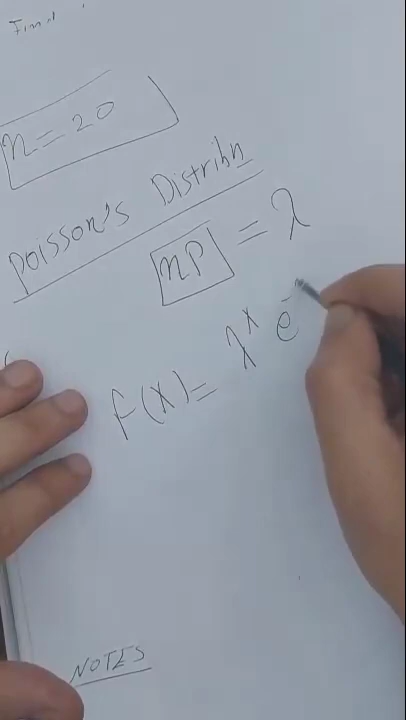 n = 20
Poisson's Distribn
np = λ
f(x) = λ^x e^-
NOTES